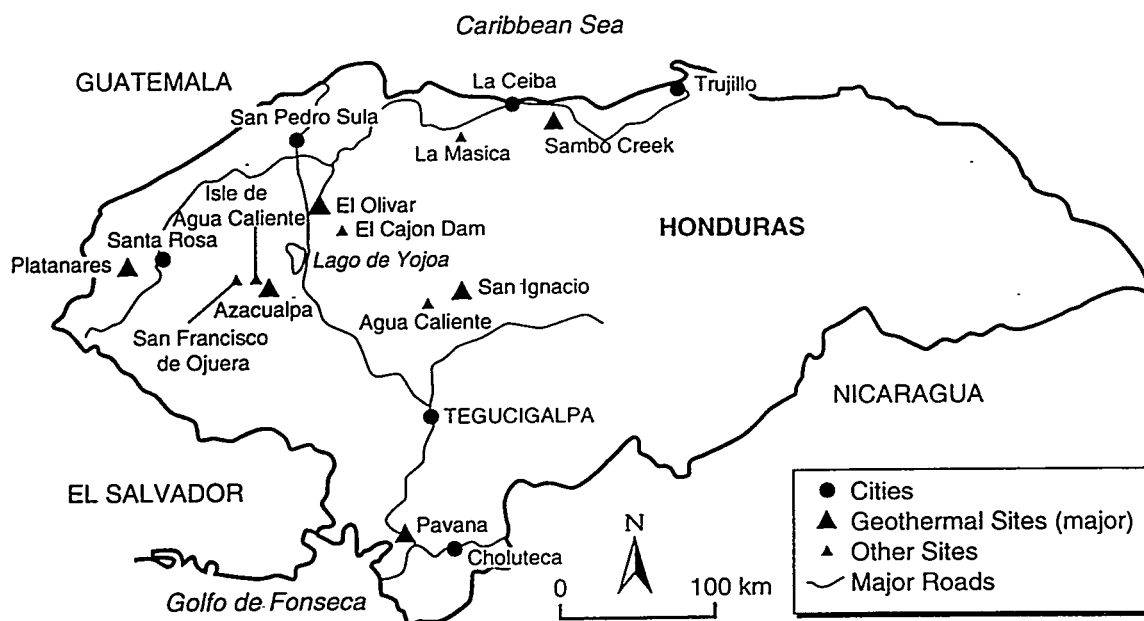 Caribbean Sea
GUATEMALA
La Ceiba
Trujillo
San Pedro Sula
La Masica
Sambo Creek
Isle de
Agua Caliente
El Olivar
El Cajon Dam
HONDURAS
Santa Rosa
Platanares
Lago de Yojoa
San Ignacio
Azacualpa
Agua Caliente
San Francisco
de Ojuera
NICARAGUA
TEGUCIGALPA
EL SALVADOR
Pavana
Choluteca
Golfo de Fonseca
N
0 100 km
Cities
Geothermal Sites (major)
Other Sites
Major Roads